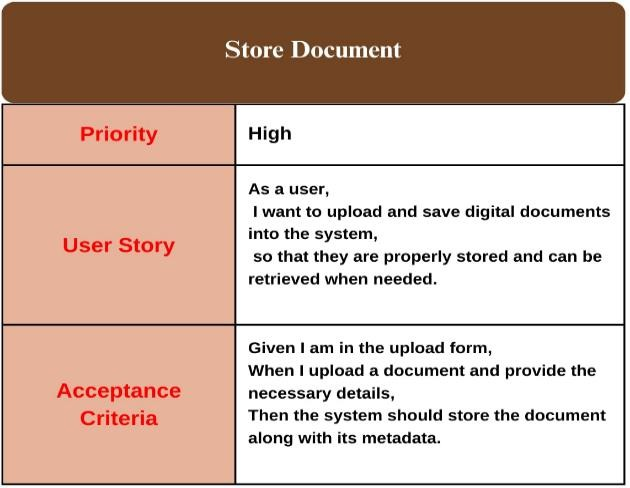 Store Document
Priority
High
User Story
As a user,
I want to upload and save digital documents
into the system,
so that they are properly stored and can be
retrieved when needed.
Acceptance
Criteria
Given I am in the upload form,
When I upload a document and provide the
necessary details,
Then the system should store the document
along with its metadata.